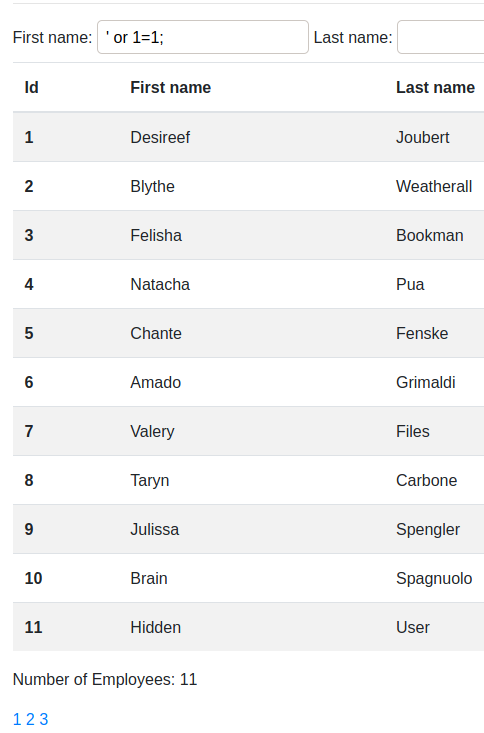 First name: ' or 1=1; Last name:
Id First name Last name
1 Desireef Joubert
2 Blythe Weatherall
3 Felisha Bookman
4 Natacha Pua
5 Chante Fenske
6 Amado Grimaldi
7 Valery Files
8 Taryn Carbone
9 Julissa Spengler
10 Brain Spagnuolo
11 Hidden User
Number of Employees: 11
1 2 3